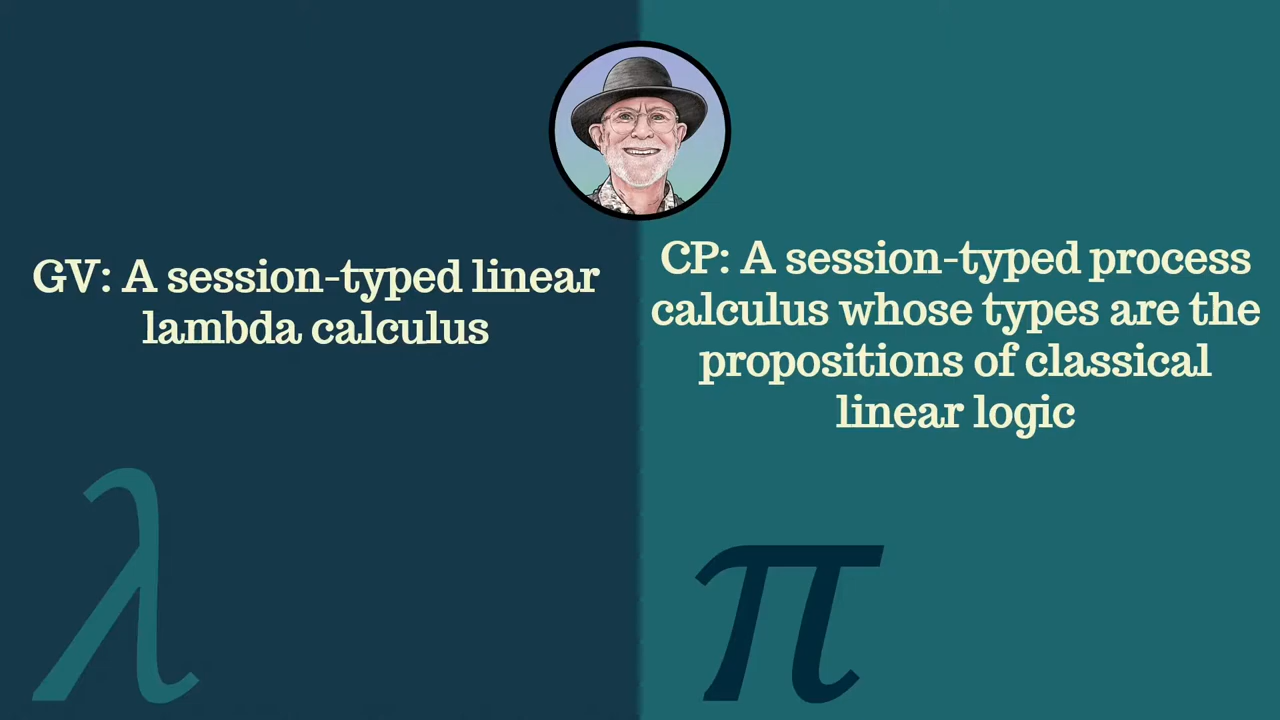 GV: A session-typed linear
lambda calculus
CP: A session-typed process
calculus whose types are the
propositions of classical
linear logic
λ
π